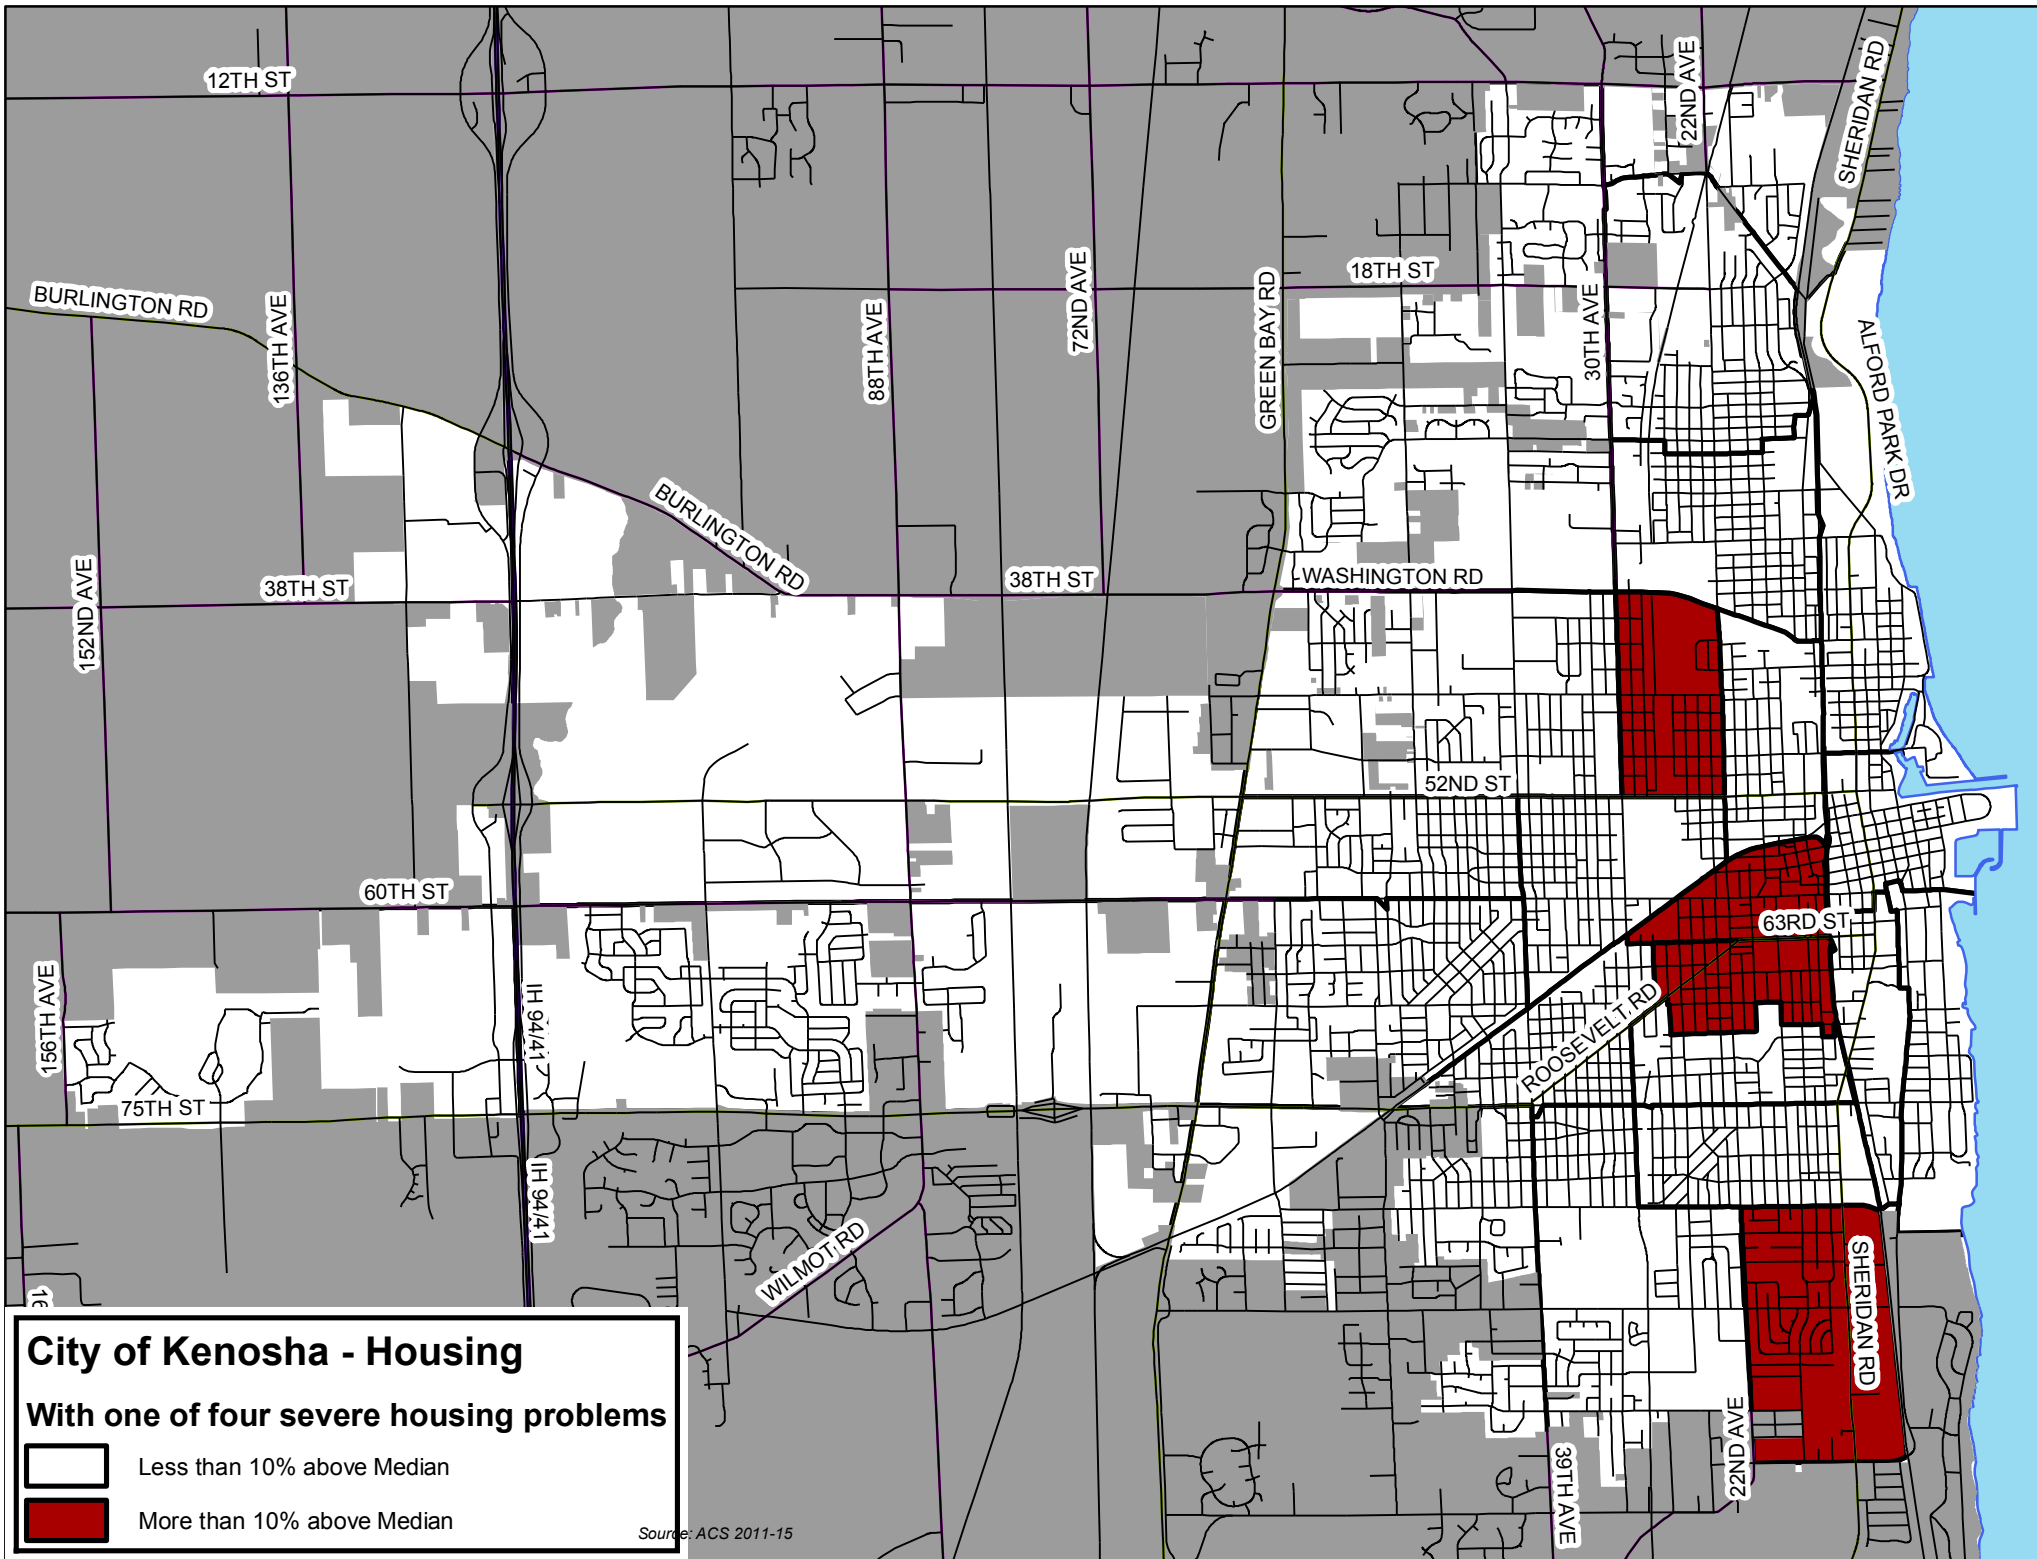 12TH ST
22ND AVE
SHERIDAN RD
BURLINGTON RD
136TH AVE
88TH AVE
72ND AVE
GREEN BAY RD
18TH ST
30TH AVE
ALFORD PARK DR
BURLINGTON RD
152ND AVE
38TH ST
38TH ST
WASHINGTON RD
52ND ST
60TH ST
63RD ST
156TH AVE
IH 94/41
ROOSEVELT RD
75TH ST
IH 94/41
WILMOT RD
SHERIDAN RD
16
22ND AVE
39TH AVE
City of Kenosha - Housing
With one of four severe housing problems
Less than 10% above Median
More than 10% above Median
Source: ACS 2011-15